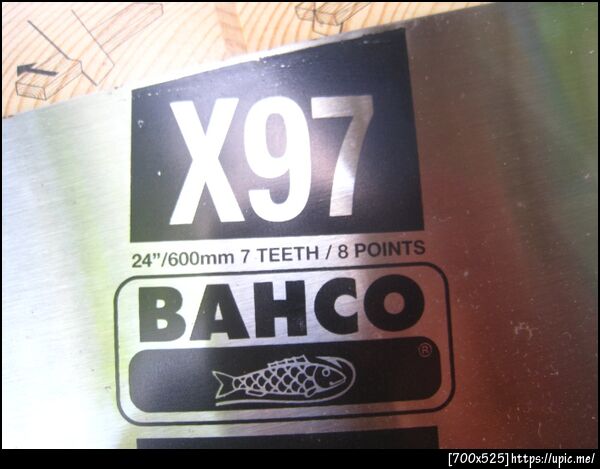 X97
24"/600mm 7 TEETH / 8 POINTS
BAHCO
®
[700x525]https://upic.me/